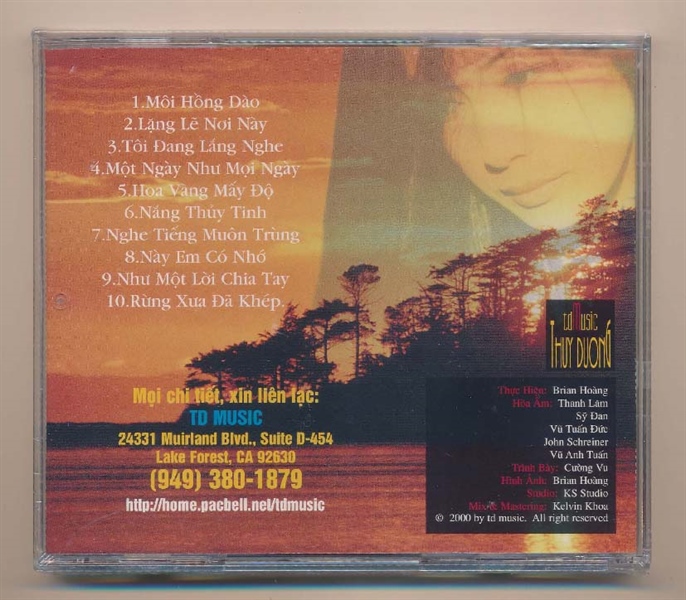 1.Môi Hồng Đào
2.Lặng Lẽ Nơi Này
3.Tôi Đang Lắng Nghe
4.Một Ngày Như Mọi Ngày
5.Hoa Vàng Mấy Độ
6.Nắng Thủy Tinh
7.Nghe Tiếng Muôn Trùng
8.Này Em Có Nhớ
9.Như Một Lời Chia Tay
10.Rừng Xưa Đã Khép.
td Music
THUY DUONG
Mọi chi tiết, xin liên lạc:
TD MUSIC
24331 Muirland Blvd., Suite D-454
Lake Forest, CA 92630
(949) 380-1879
http://home.pacbell.net/tdmusic
Thực Hiện: Brian Hoàng
Hòa Âm: Thanh Lâm
Sỹ Đan
Vũ Tuấn Đức
John Schreiner
Vũ Anh Tuấn
Trình Bày: Cường Vu
Hình Ảnh: Brian Hoàng
Studio: KS Studio
Mix & Mastering: Kelvin Khoa
© 2000 by td music. All right reserved